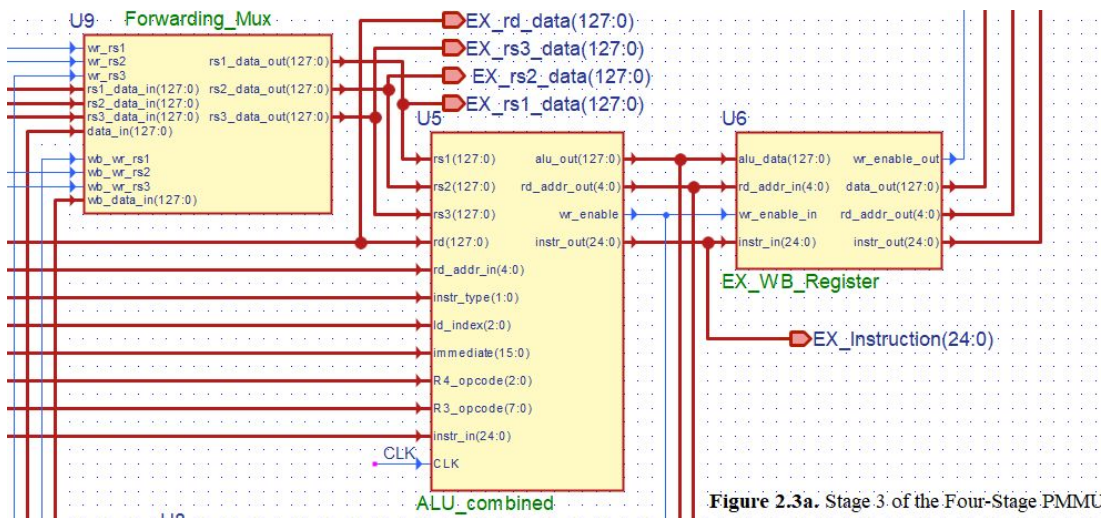 U9 Forwarding_Mux
wr_rs1
wr_rs2
wr_rs3
rs1_data_in(127:0)
rs2_data_in(127:0)
rs3_data_in(127:0)
data_in(127:0)
wb_wr_rs1
wb_wr_rs2
wb_wr_rs3
wb_data_in(127:0)
rs1_data_out(127:0)
rs2_data_out(127:0)
rs3_data_out(127:0)
EX_rd_data(127:0)
EX_rs3_data(127:0)
EX_rs2_data(127:0)
EX_rs1_data(127:0)
U5
rs1(127:0)
rs2(127:0)
rs3(127:0)
rd(127:0)
rd_addr_in(4:0)
instr_type(1:0)
ld_index(2:0)
immediate(15:0)
R4_opcode(2:0)
R3_opcode(7:0)
instr_in(24:0)
CLK
CLK
alu_out(127:0)
rd_addr_out(4:0)
wr_enable
instr_out(24:0)
ALU_combined
U6
alu_data(127:0)
rd_addr_in(4:0)
wr_enable_in
instr_in(24:0)
wr_enable_out
data_out(127:0)
rd_addr_out(4:0)
instr_out(24:0)
EX_WB_Register
EX_Instruction(24:0)
Figure 2.3a. Stage 3 of the Four-Stage PMMU